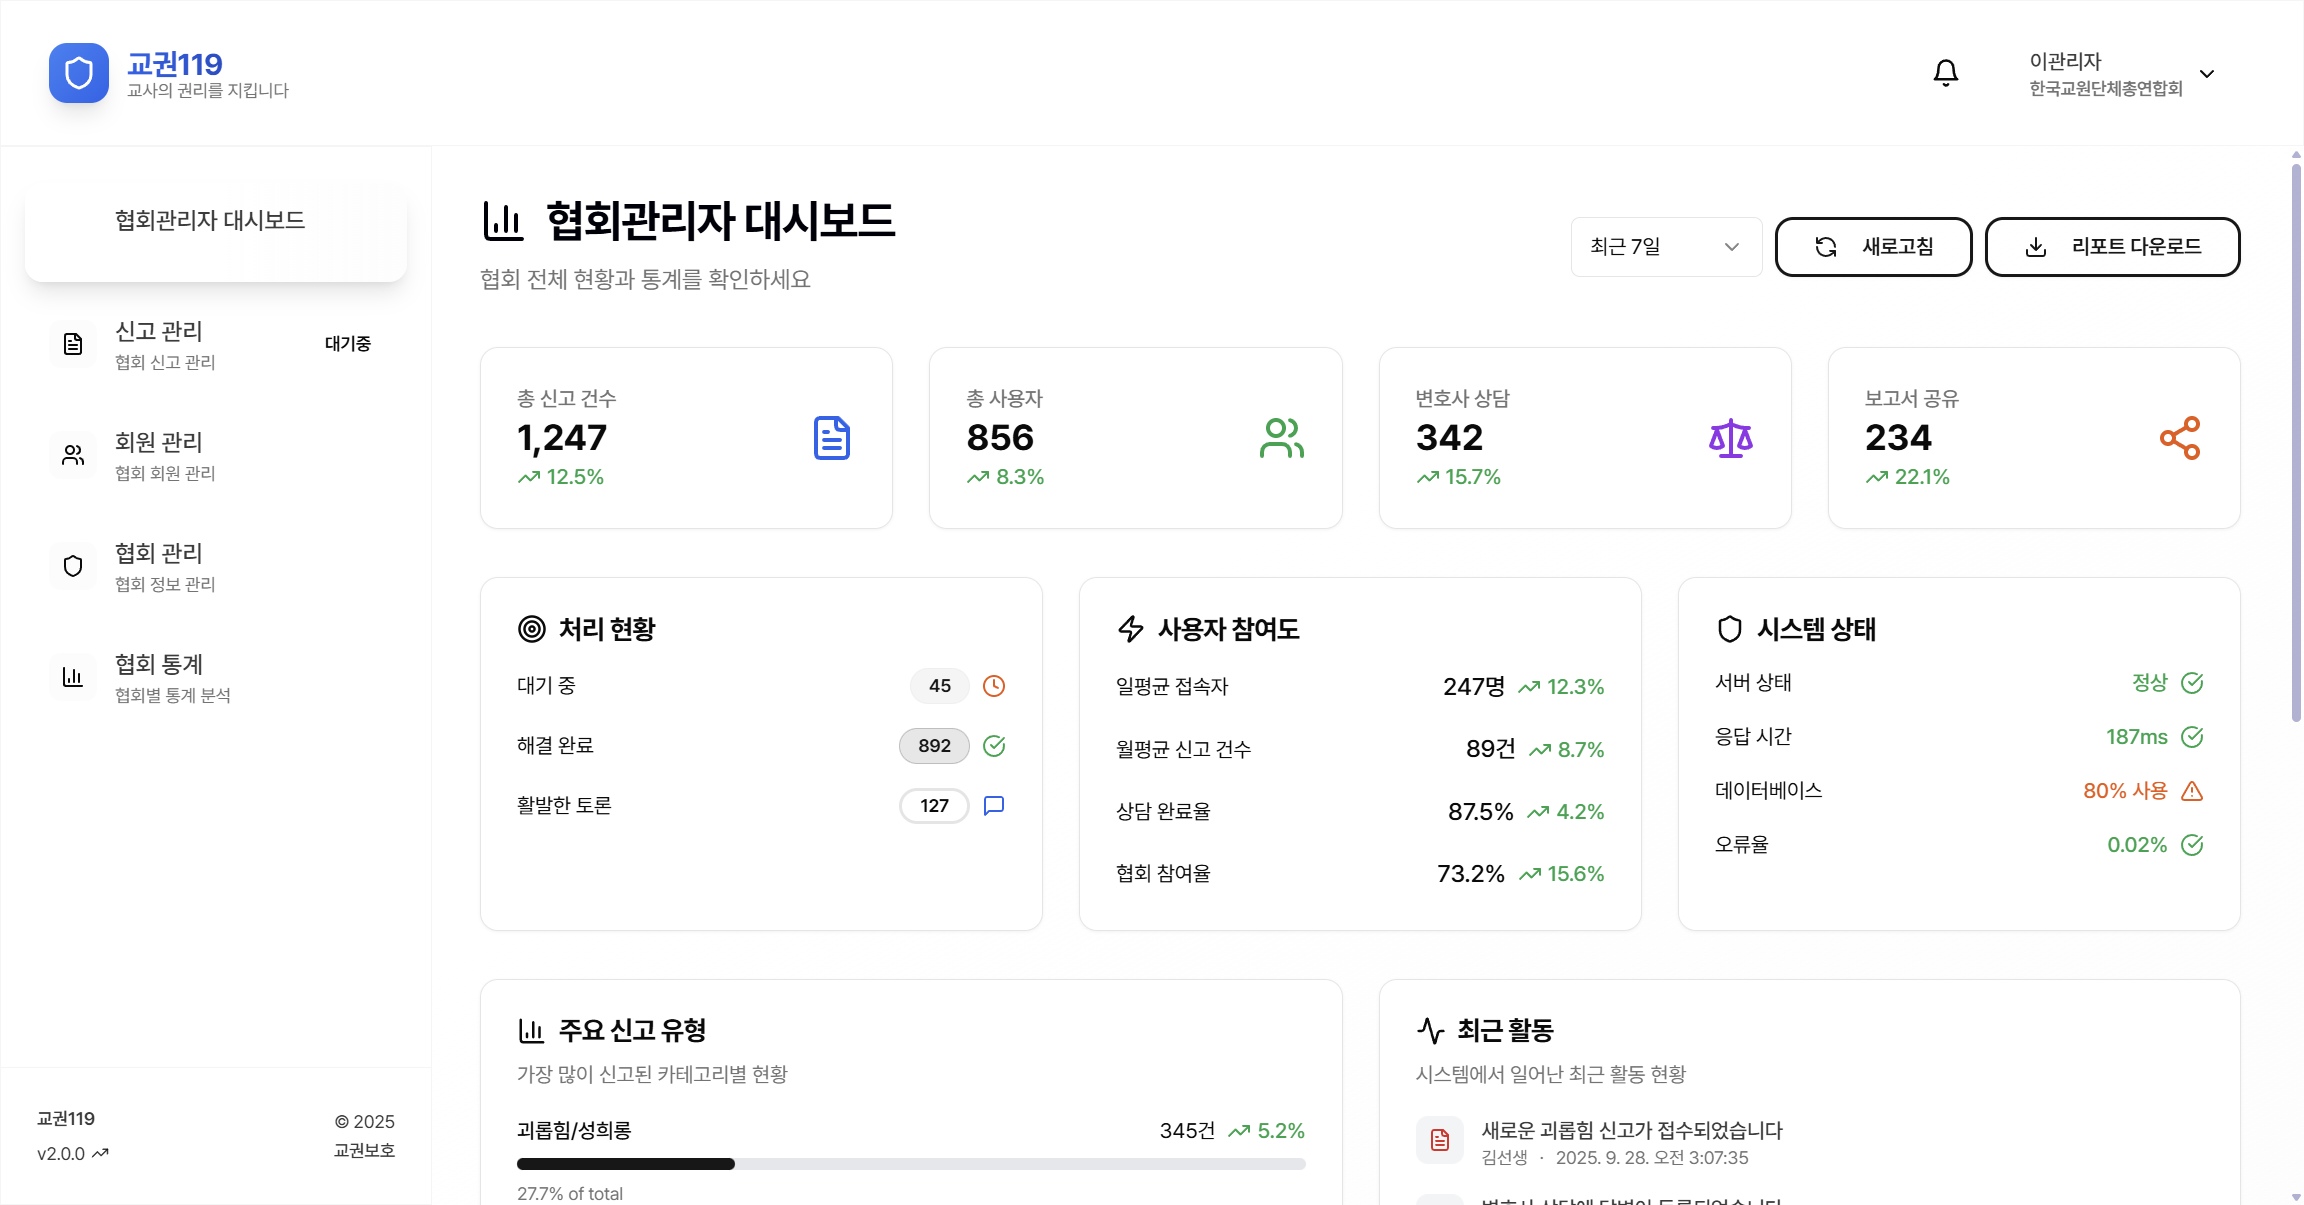 교권119
교사의 권리를 지킵니다
이관리자
한국교원단체총연합회
협회관리자 대시보드
신고 관리
협회 신고 관리
대기중
회원 관리
협회 회원 관리
협회 관리
협회 정보 관리
협회 통계
협회별 통계 분석
교권119
v2.0.0
© 2025
교권보호
협회관리자 대시보드
협회 전체 현황과 통계를 확인하세요
최근 7일
새로고침
리포트 다운로드
총 신고 건수
1,247
12.5%
총 사용자
856
8.3%
변호사 상담
342
15.7%
보고서 공유
234
22.1%
처리 현황
대기 중 45
해결 완료 892
활발한 토론 127
사용자 참여도
일평균 접속자 247명 12.3%
월평균 신고 건수 89건 8.7%
상담 완료율 87.5% 4.2%
협회 참여율 73.2% 15.6%
시스템 상태
서버 상태 정상
응답 시간 187ms
데이터베이스 80% 사용
오류율 0.02%
주요 신고 유형
가장 많이 신고된 카테고리별 현황
괴롭힘/성희롱 345건 5.2%
27.7% of total
최근 활동
시스템에서 일어난 최근 활동 현황
새로운 괴롭힘 신고가 접수되었습니다
김선생 · 2025. 9. 28. 오전 3:07:35